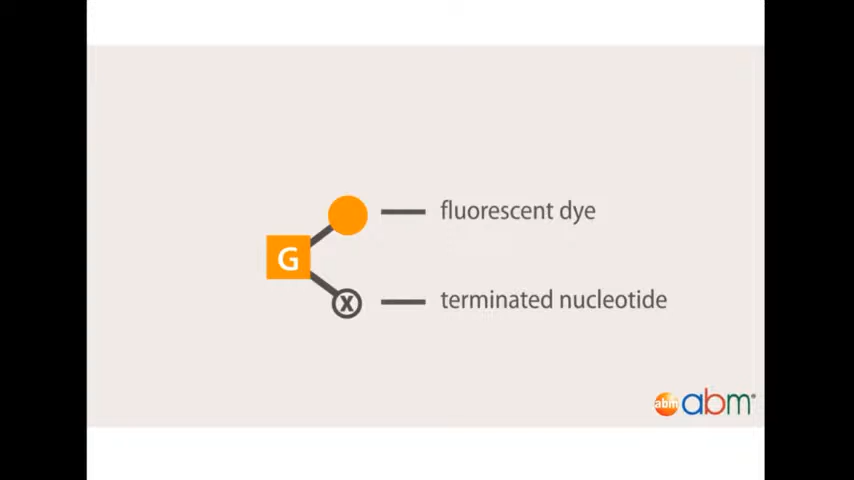 fluorescent dye
G
X
terminated nucleotide
abm abm®